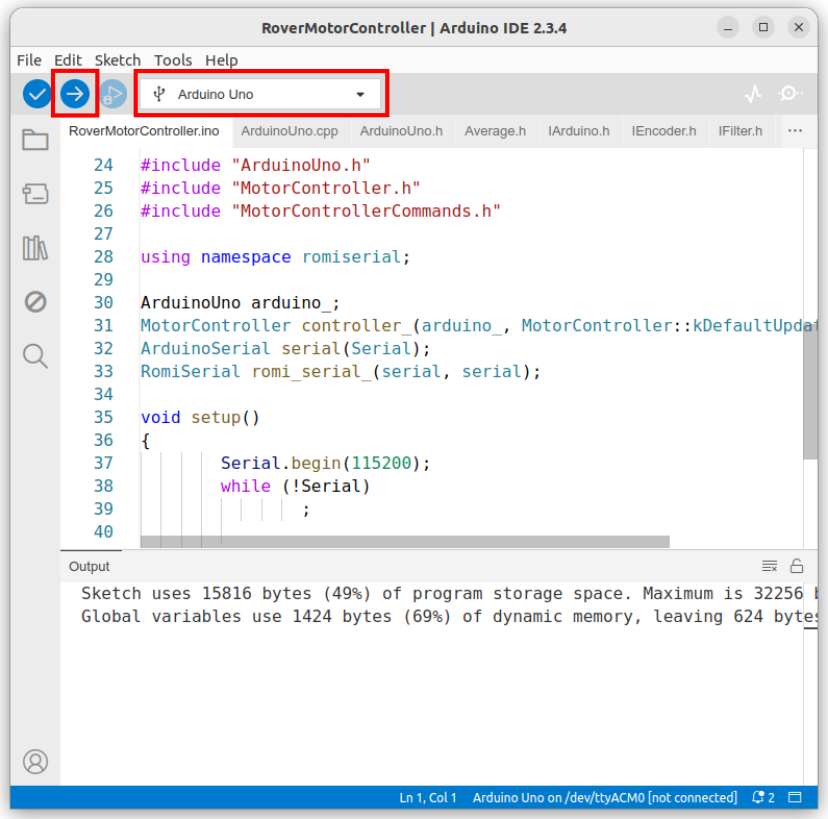 RoverMotorController | Arduino IDE 2.3.4
File Edit Sketch Tools Help
Arduino Uno
RoverMotorController.ino ArduinoUno.cpp ArduinoUno.h Average.h IArduino.h IEncoder.h IFilter.h ...
24 #include "ArduinoUno.h"
25 #include "MotorController.h"
26 #include "MotorControllerCommands.h"
27
28 using namespace romiserial;
29
30 ArduinoUno arduino_;
31 MotorController controller_(arduino_, MotorController::kDefaultUpdat
32 ArduinoSerial serial(Serial);
33 RomiSerial romi_serial_(serial, serial);
34
35 void setup()
36 {
37 Serial.begin(115200);
38 while (!Serial)
39 ;
40
Output
Sketch uses 15816 bytes (49%) of program storage space. Maximum is 32256 b
Global variables use 1424 bytes (69%) of dynamic memory, leaving 624 bytes
Ln 1, Col 1 Arduino Uno on /dev/ttyACM0 [not connected] 2